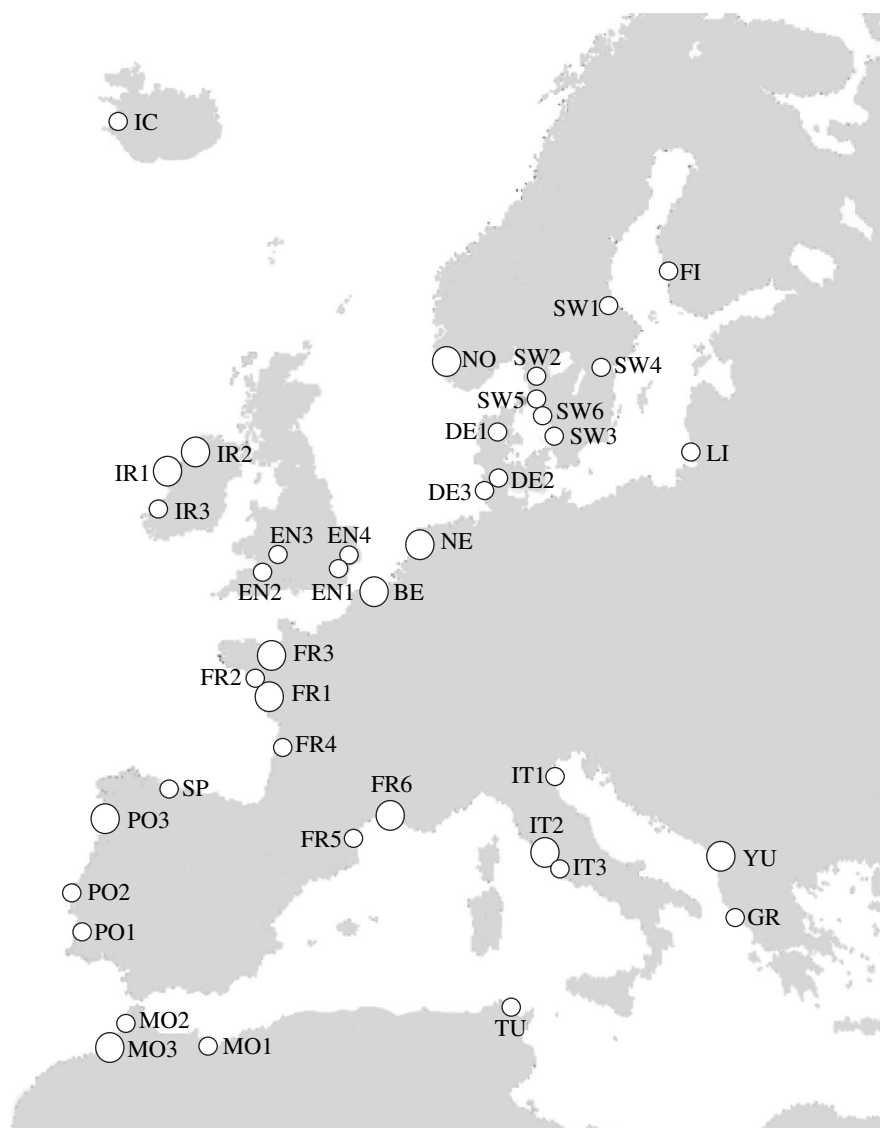 IC
FI
SW1
NO
SW2
SW4
SW5
SW6
DE1
SW3
IR2
LI
IR1
DE2
DE3
IR3
EN3
EN4
NE
EN2
EN1
BE
FR3
FR2
FR1
FR4
IT1
SP
FR6
PO3
IT2
FR5
YU
IT3
PO2
GR
PO1
MO2
TU
MO3
MO1